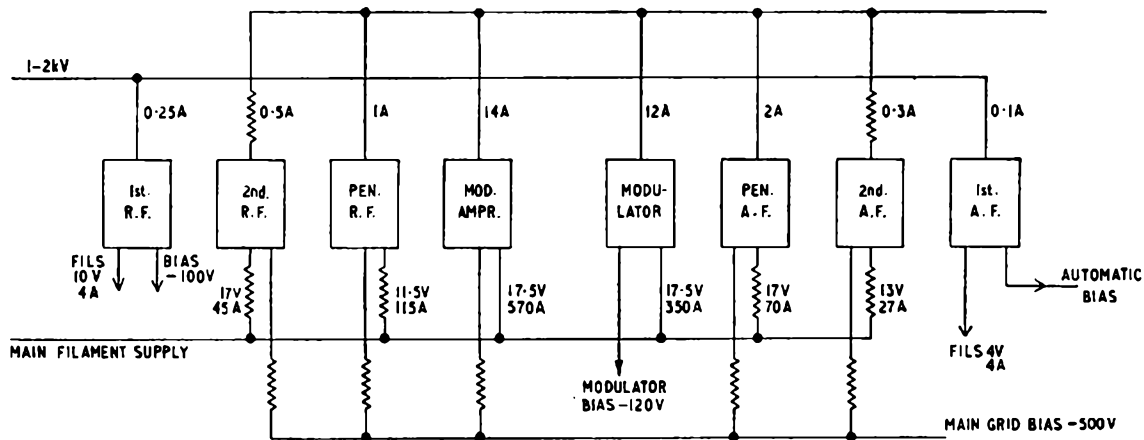 1-2kV
0·25A
0·5A
1A
14A
12A
2A
0·3A
0·1A
1st.
R.F.
2nd.
R.F.
PEN.
R.F.
MOD.
AMPR.
MODU-
LATOR
PEN.
A.F.
2nd.
A.F.
1st.
A.F.
FILS
10V
4A
BIAS
-100V
17V
45A
11·5V
115A
17·5V
570A
17·5V
350A
17V
70A
13V
27A
AUTOMATIC
BIAS
MAIN FILAMENT SUPPLY
FILS 4V
4A
MODULATOR
BIAS-120V
MAIN GRID BIAS -500V